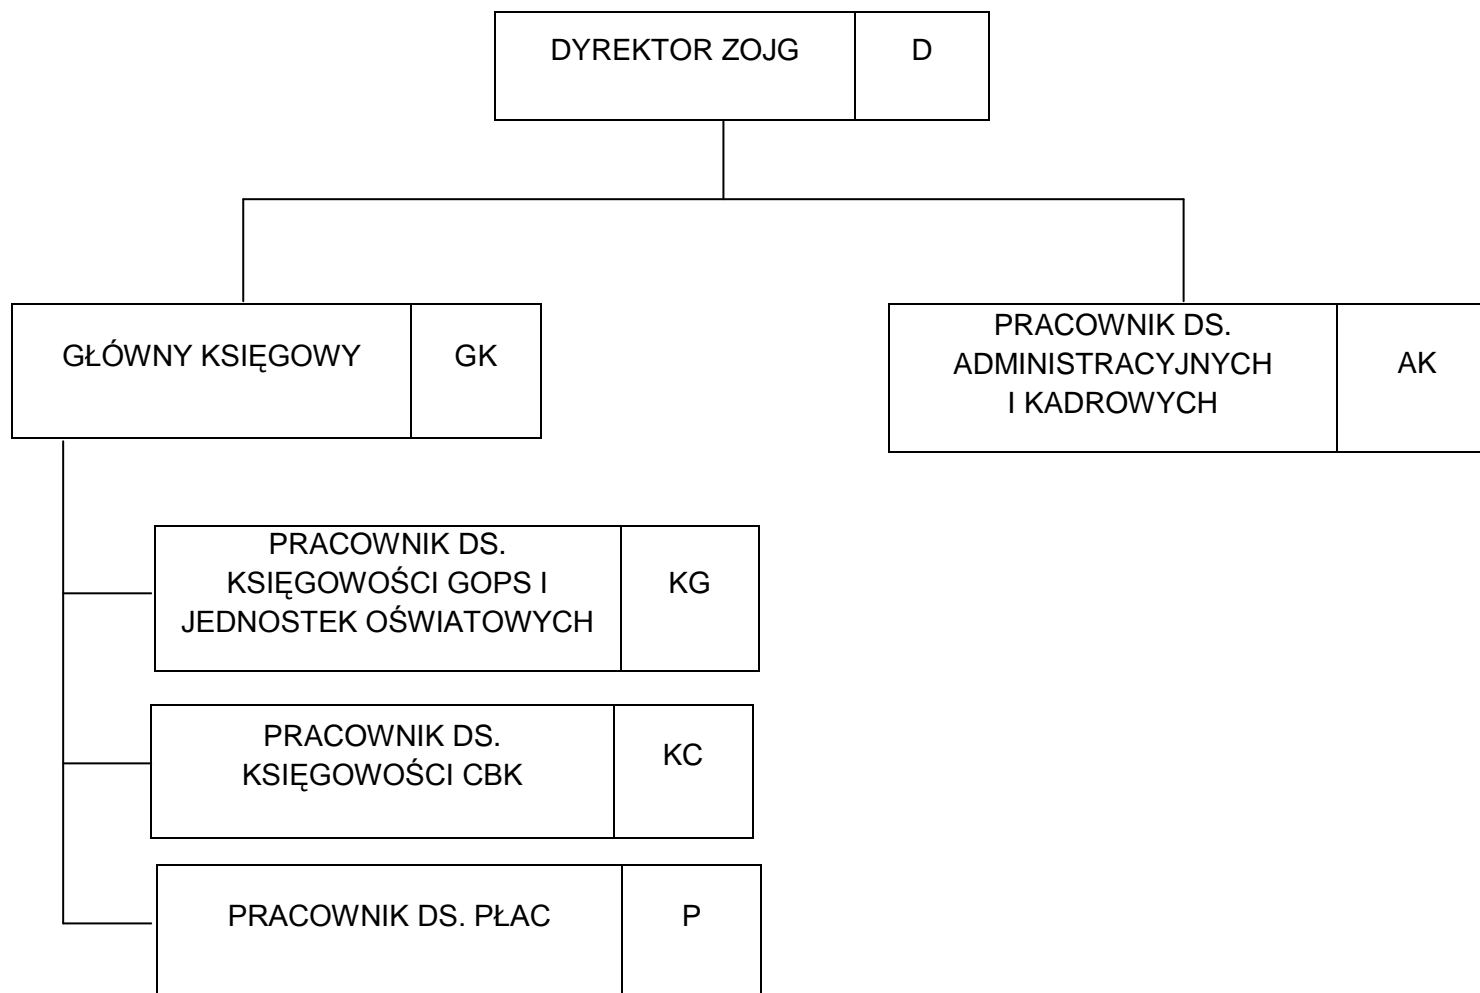 DYREKTOR ZOJG
D
GŁÓWNY KSIĘGOWY
GK
PRACOWNIK DS.
ADMINISTRACYJNYCH
I KADROWYCH
AK
PRACOWNIK DS.
KSIĘGOWOŚCI GOPS I
JEDNOSTEK OŚWIATOWYCH
KG
PRACOWNIK DS.
KSIĘGOWOŚCI CBK
KC
PRACOWNIK DS. PŁAC
P